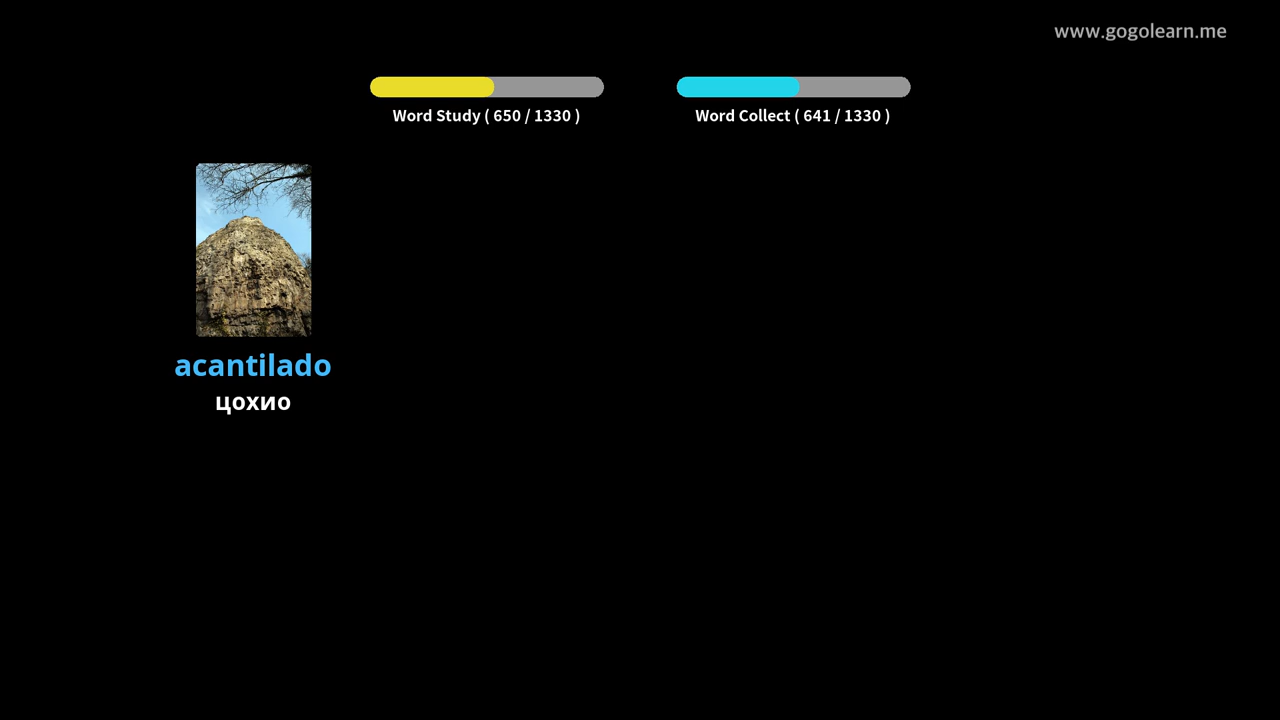 www.gogolearn.me
Word Study ( 650 / 1330 )
Word Collect ( 641 / 1330 )
acantilado
цохио